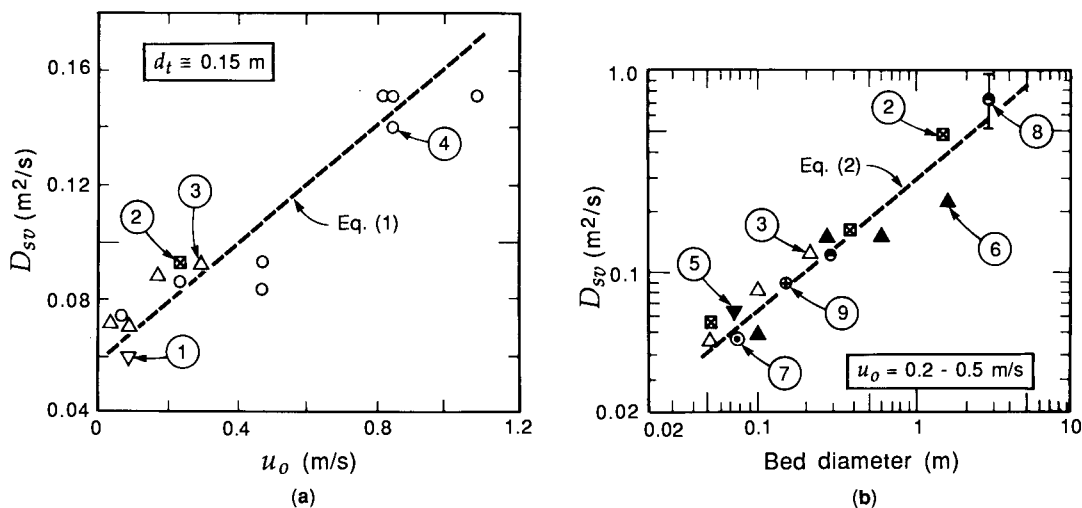 0.16
0.12
0.08
0.04
D_sv (m²/s)
d_t ≅ 0.15 m
1
2
3
4
Eq. (1)
0 0.4 0.8 1.2
u_o (m/s)
(a)
1.0
0.1
0.02
D_sv (m²/s)
2
8
Eq. (2)
3
6
5
9
7
u_o = 0.2 - 0.5 m/s
0.02 0.1 1 10
Bed diameter (m)
(b)